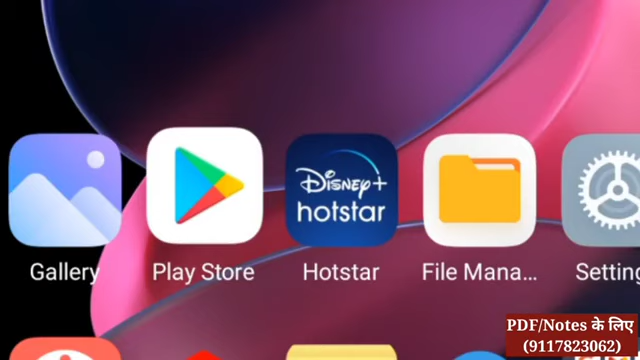 Disney+
hotstar
Gallery
Play Store
Hotstar
File Mana...
Setting
PDF/Notes के लिए
(9117823062)